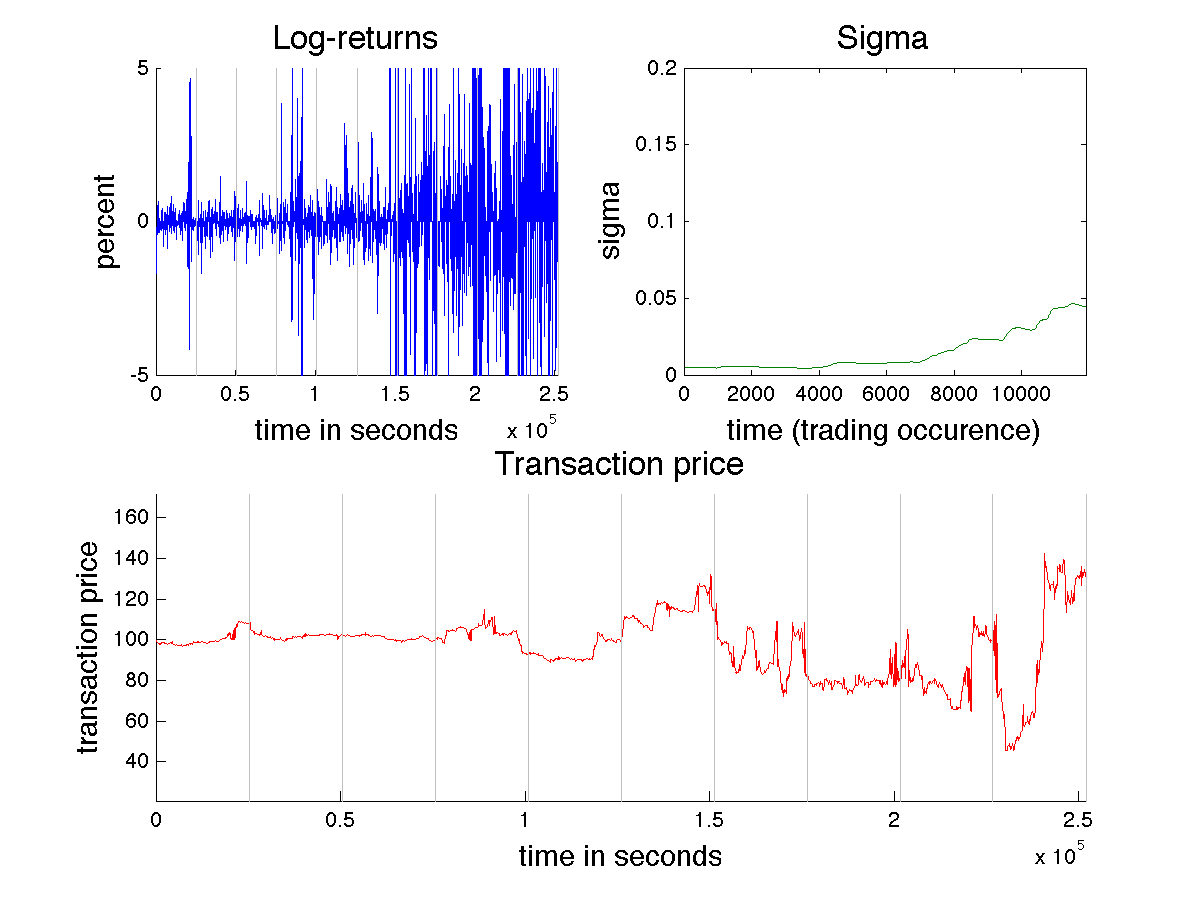 Log-returns
5
0
-5
percent
0 0.5 1 1.5 2 2.5
x 10^5
time in seconds
Sigma
0.2
0.15
0.1
0.05
0
sigma
0 2000 4000 6000 8000 10000
time (trading occurence)
Transaction price
160
140
120
100
80
60
40
transaction price
0 0.5 1 1.5 2 2.5
x 10^5
time in seconds